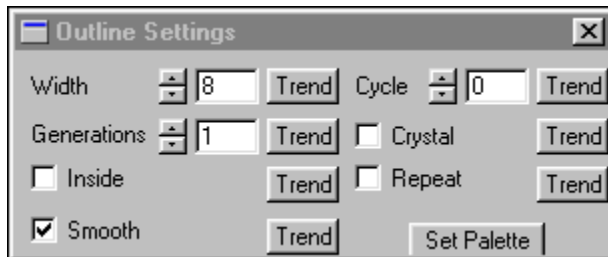 Outline Settings
Width 8 Trend Cycle 0 Trend
Generations 1 Trend Crystal Trend
Inside Trend Repeat Trend
Smooth Trend Set Palette